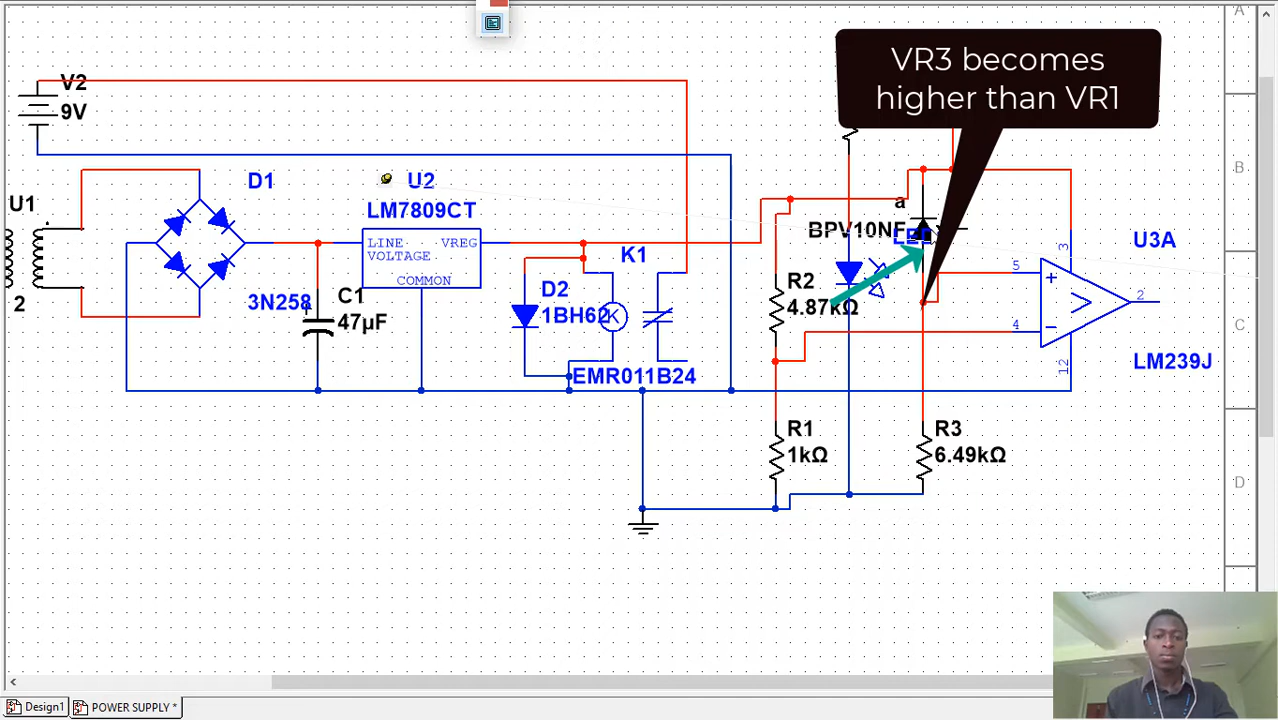 VR3 becomes
higher than VR1
A
V2
9V
B
U1
D1
U2
LM7809CT
a
BPV10NF
LED
3
U3A
LINE VREG
VOLTAGE
COMMON
K1
5
2
3N258
C1
47µF
D2
1BH62
K
R2
4.87kΩ
2
C
4
12
LM239J
EMR011B24
R1
1kΩ
R3
6.49kΩ
D
Design1
POWER SUPPLY *